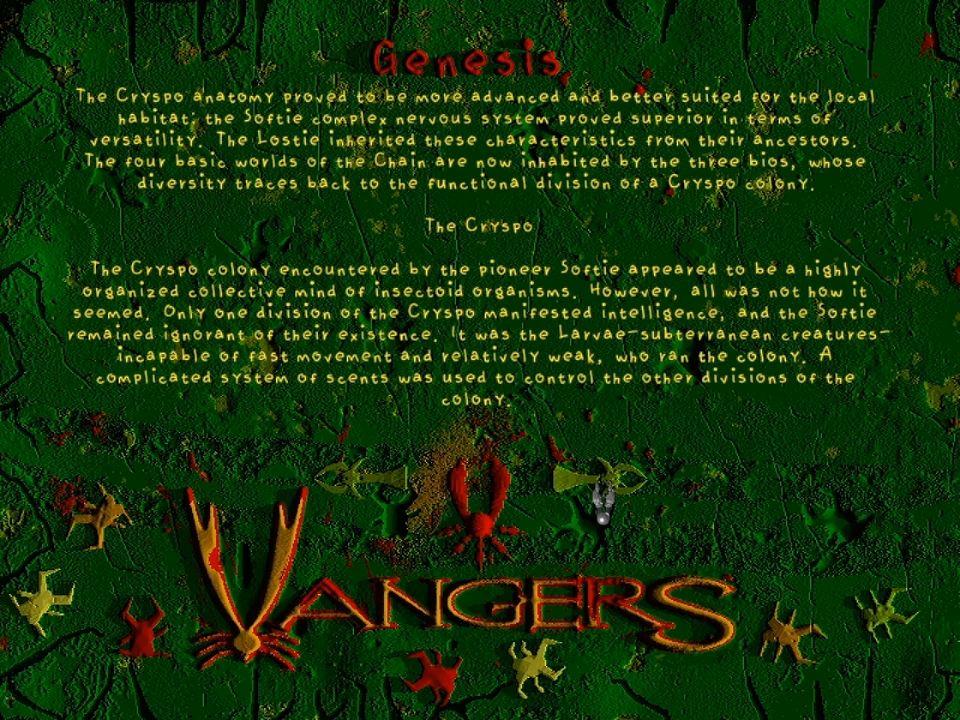 Genesis
The Cryspo anatomy proved to be more advanced and better suited for the local
habitat; the Softie complex nervous system proved superior in terms of
versatility. The Lostie inherited these characteristics from their ancestors.
The four basic worlds of the Chain are now inhabited by the three bios, whose
diversity traces back to the functional division of a Cryspo colony.
The Cryspo
The Cryspo colony encountered by the pioneer Softie appeared to be a highly
organized collective mind of insectoid organisms. However, all was not how it
seemed. Only one division of the Cryspo manifested intelligence, and the Softie
remained ignorant of their existence. It was the Larvae-subterranean creatures-
incapable of fast movement and relatively weak, who ran the colony. A
complicated system of scents was used to control the other divisions of the
colony.
VANGERS